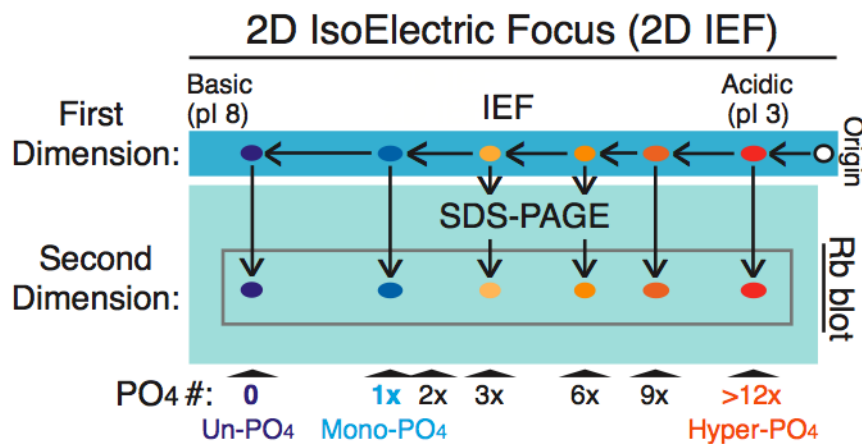 2D IsoElectric Focus (2D IEF)
Basic
(pI 8)
IEF
Acidic
(pI 3)
First
Dimension:
Origin
SDS-PAGE
Second
Dimension:
Rb blot
PO4 #: 0 1x 2x 3x 6x 9x >12x
Un-PO4 Mono-PO4 Hyper-PO4